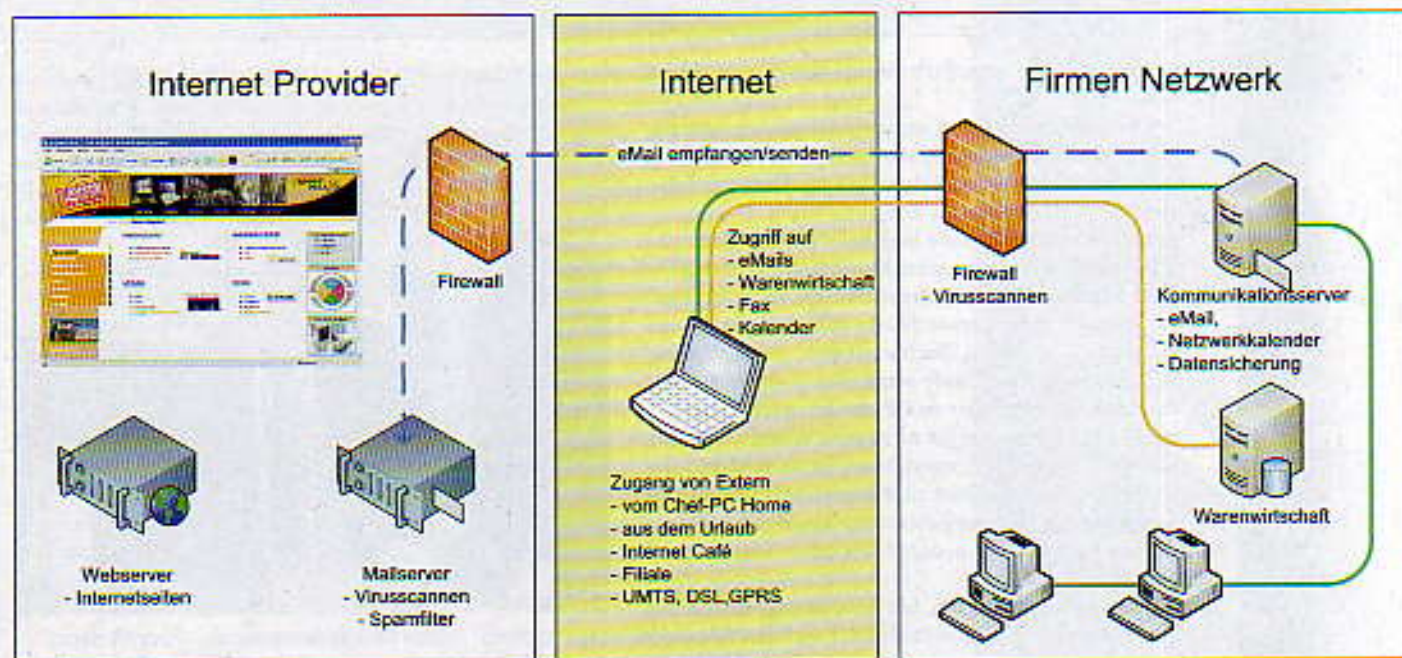 Internet Provider
Firewall
Webserver
- Internetseiten
Mailserver
- Virusscannen
- Spamfilter
Internet
eMail empfangen/senden
Zugriff auf
- eMails
- Warenwirtschaft
- Fax
- Kalender
Zugang von Extern
- vom Chef-PC Home
- aus dem Urlaub
- Internet Café
- Filiale
- UMTS, DSL,GPRS
Firmen Netzwerk
Firewall
- Virusscannen
Kommunikationsserver
- eMail,
- Netzwerkkalender
- Datensicherung
Warenwirtschaft